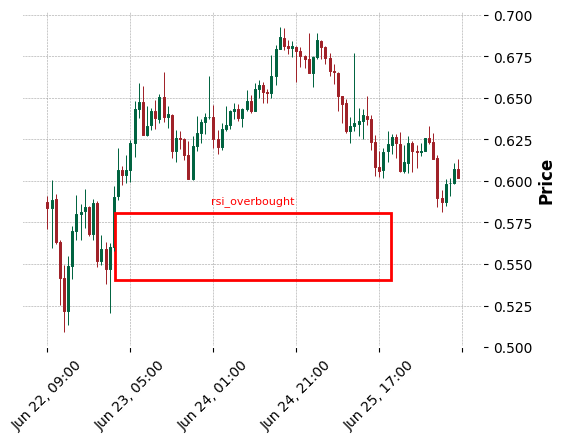 0.700
0.675
0.650
0.625
0.600
0.575
0.550
0.525
0.500
Price
rsi_overbought
Jun 22, 09:00
Jun 23, 05:00
Jun 24, 01:00
Jun 24, 21:00
Jun 25, 17:00